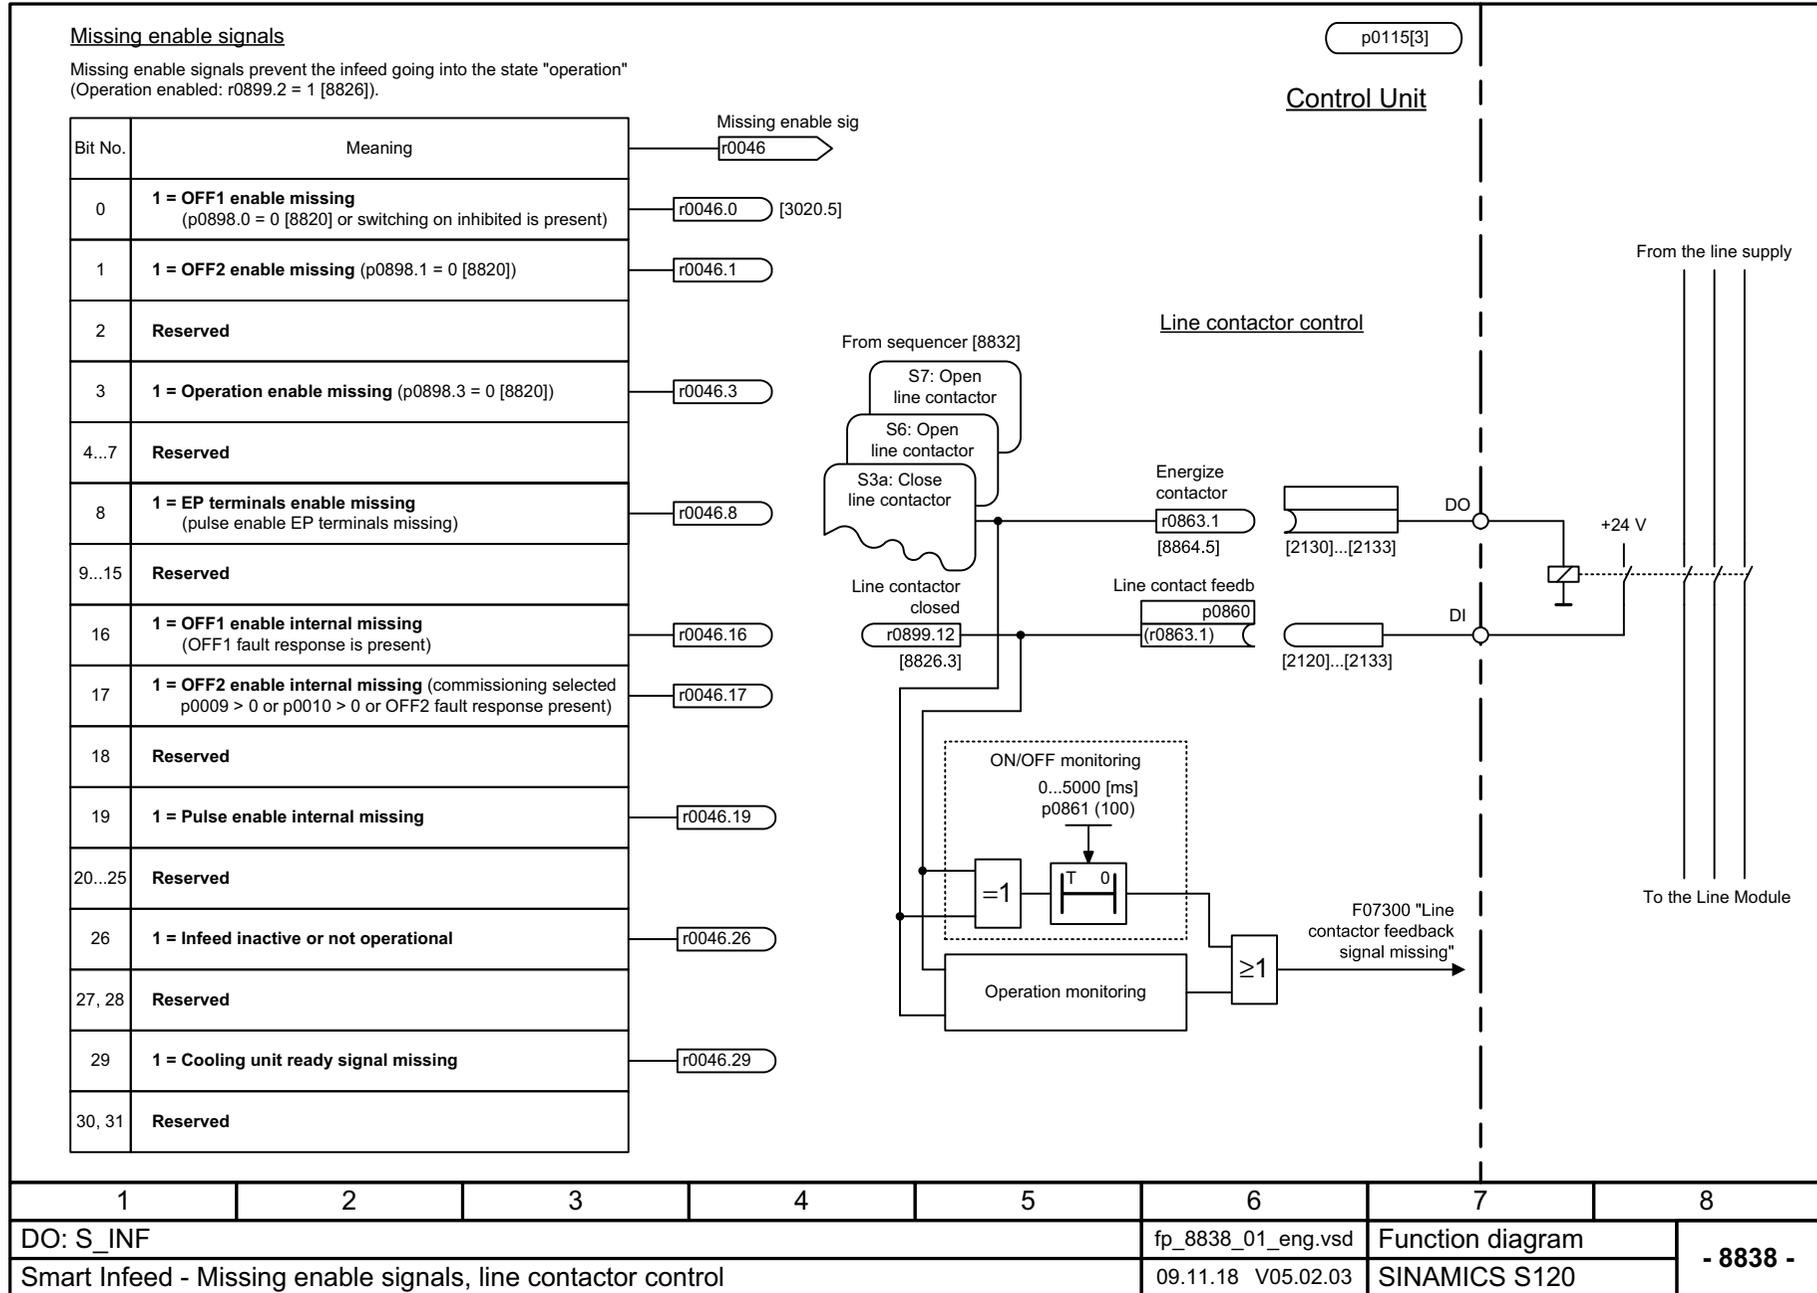 Missing enable signals
Missing enable signals prevent the infeed going into the state "operation"
(Operation enabled: r0899.2 = 1 [8826]).
p0115[3]
Control Unit
Missing enable sig
r0046
Bit No.
Meaning
0
1 = OFF1 enable missing
(p0898.0 = 0 [8820] or switching on inhibited is present)
r0046.0
[3020.5]
1
1 = OFF2 enable missing (p0898.1 = 0 [8820])
r0046.1
2
Reserved
3
1 = Operation enable missing (p0898.3 = 0 [8820])
r0046.3
4...7
Reserved
8
1 = EP terminals enable missing
(pulse enable EP terminals missing)
r0046.8
9...15
Reserved
16
1 = OFF1 enable internal missing
(OFF1 fault response is present)
r0046.16
17
1 = OFF2 enable internal missing (commissioning selected
p0009 > 0 or p0010 > 0 or OFF2 fault response present)
r0046.17
18
Reserved
19
1 = Pulse enable internal missing
r0046.19
20...25
Reserved
26
1 = Infeed inactive or not operational
r0046.26
27, 28
Reserved
29
1 = Cooling unit ready signal missing
r0046.29
30, 31
Reserved
Line contactor control
From sequencer [8832]
S7: Open
line contactor
S6: Open
line contactor
S3a: Close
line contactor
Energize
contactor
r0863.1
[8864.5]
[2130]...[2133]
DO
+24 V
From the line supply
Line contactor
closed
r0899.12
[8826.3]
Line contact feedb
p0860
(r0863.1)
[2120]...[2133]
DI
ON/OFF monitoring
0...5000 [ms]
p0861 (100)
=1
T 0
Operation monitoring
≥1
F07300 "Line
contactor feedback
signal missing"
To the Line Module
1 2 3 4 5 6 7 8
DO: S_INF
fp_8838_01_eng.vsd
Function diagram
- 8838 -
Smart Infeed - Missing enable signals, line contactor control
09.11.18 V05.02.03
SINAMICS S120